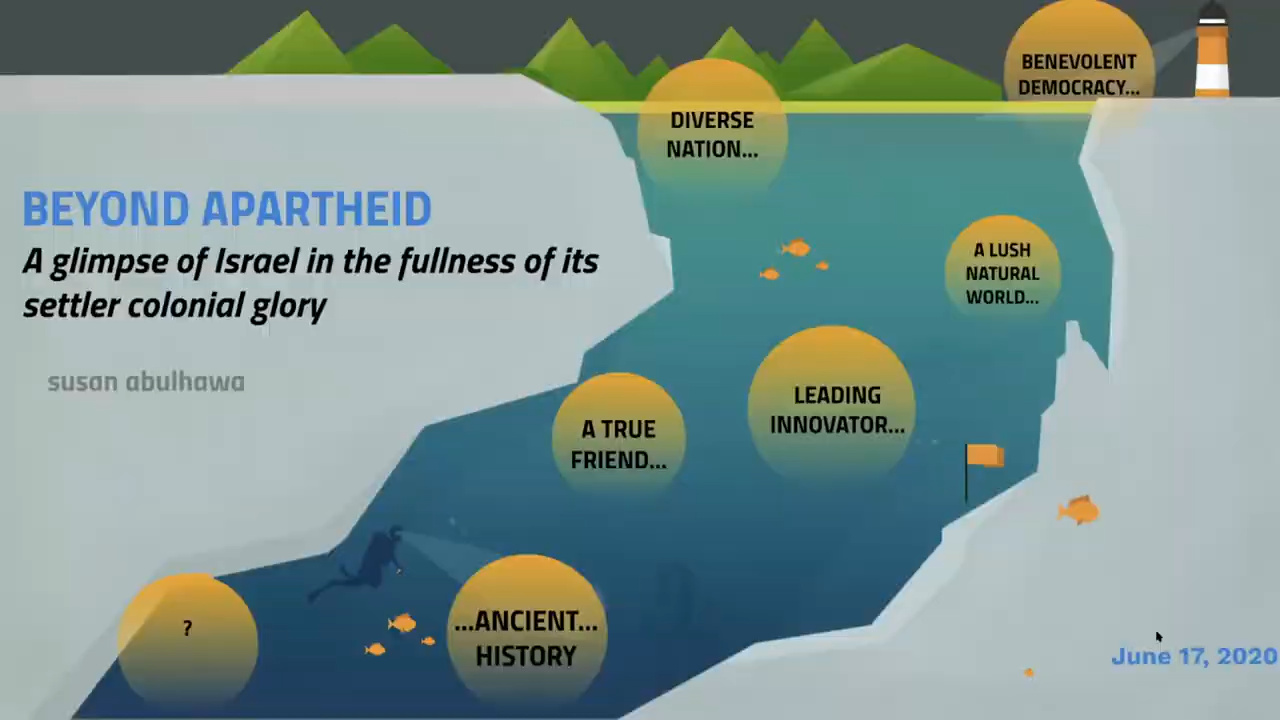 BENEVOLENT
DEMOCRACY...
DIVERSE
NATION...
BEYOND APARTHEID
A glimpse of Israel in the fullness of its
settler colonial glory
susan abulhawa
A LUSH
NATURAL
WORLD...
LEADING
INNOVATOR...
A TRUE
FRIEND...
...ANCIENT...
HISTORY
?
June 17, 2020